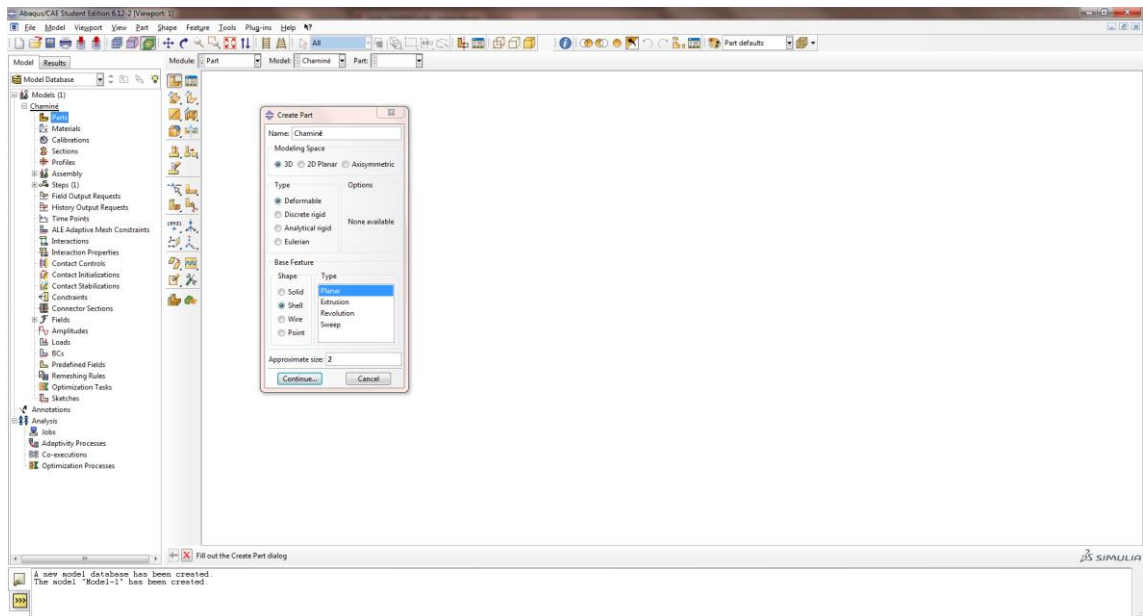 Abaqus/CAE Student Edition 6.12-2 [Viewport: 1]
File Model Viewport View Part Shape Feature Tools Plug-ins Help
All Part defaults
Model Results Module: Part Model: Chaminé Part:
Model Database
Models (1)
Chaminé
Parts
Materials
Calibrations
Sections
Profiles
Assembly
Steps (1)
Field Output Requests
History Output Requests
Time Points
ALE Adaptive Mesh Constraints
Interactions
Interaction Properties
Contact Controls
Contact Initializations
Contact Stabilizations
Constraints
Connector Sections
Fields
Amplitudes
Loads
BCs
Predefined Fields
Remeshing Rules
Optimization Tasks
Sketches
Annotations
Analysis
Jobs
Adaptivity Processes
Co-executions
Optimization Processes
Create Part
Name: Chaminé
Modeling Space
3D 2D Planar Axisymmetric
Type Options
Deformable
Discrete rigid
Analytical rigid
Eulerian
None available
Base Feature
Shape Type
Solid
Shell
Wire
Point
Planar
Extrusion
Revolution
Sweep
Approximate size: 2
Continue... Cancel
Fill out the Create Part dialog
SIMULIA
A new model database has been created.
The model "Model-1" has been created.
>>>